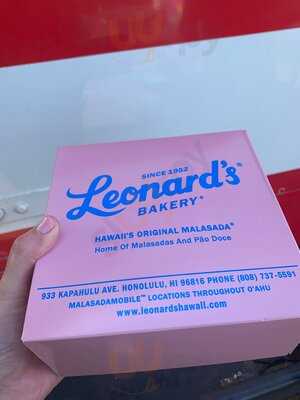 SINCE 1952
Leonard's®
BAKERY®
HAWAII'S ORIGINAL MALASADA®
Home Of Malasadas And Pão Doce
933 KAPAHULU AVE. HONOLULU, HI 96816 PHONE (808) 737-5591
MALASADAMOBILE™ LOCATIONS THROUGHOUT O'AHU
www.leonardshawaii.com